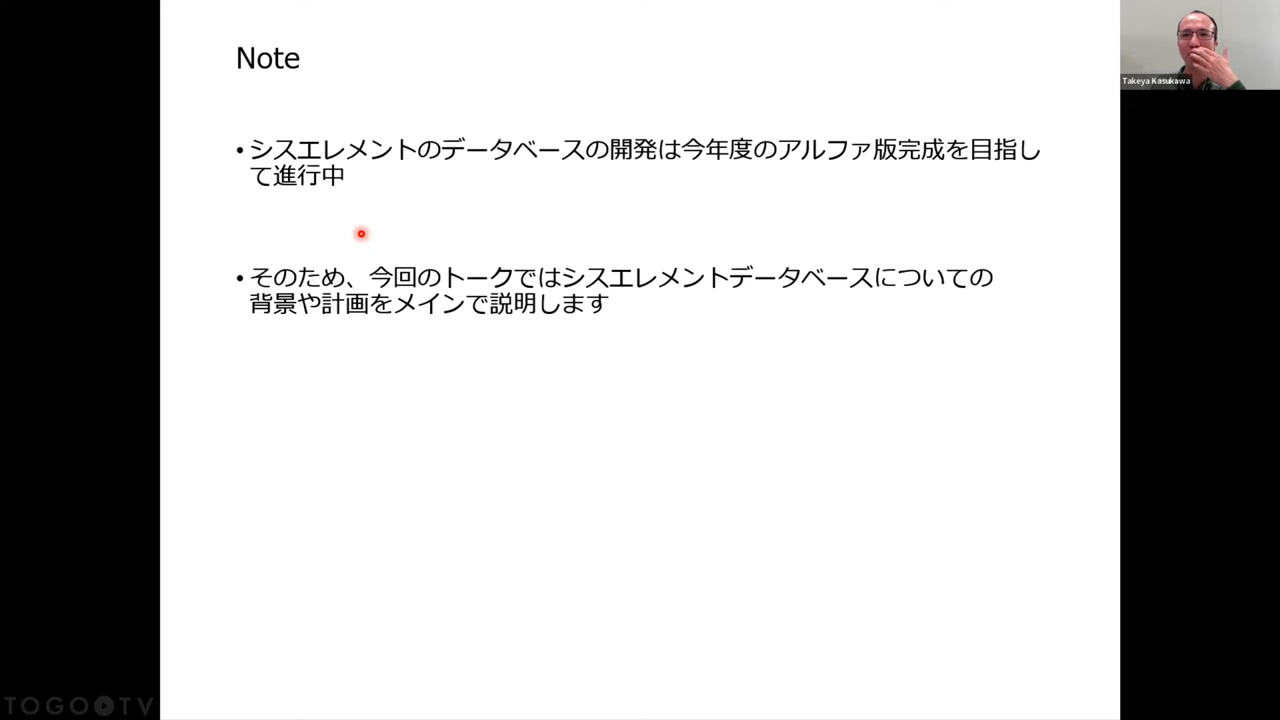 Note
Takeya Kasukawa
• シスエレメントのデータベースの開発は今年度のアルファ版完成を目指し
て進行中
• そのため、今回のトークではシスエレメントデータベースについての
背景や計画をメインで説明します
TOGO TV